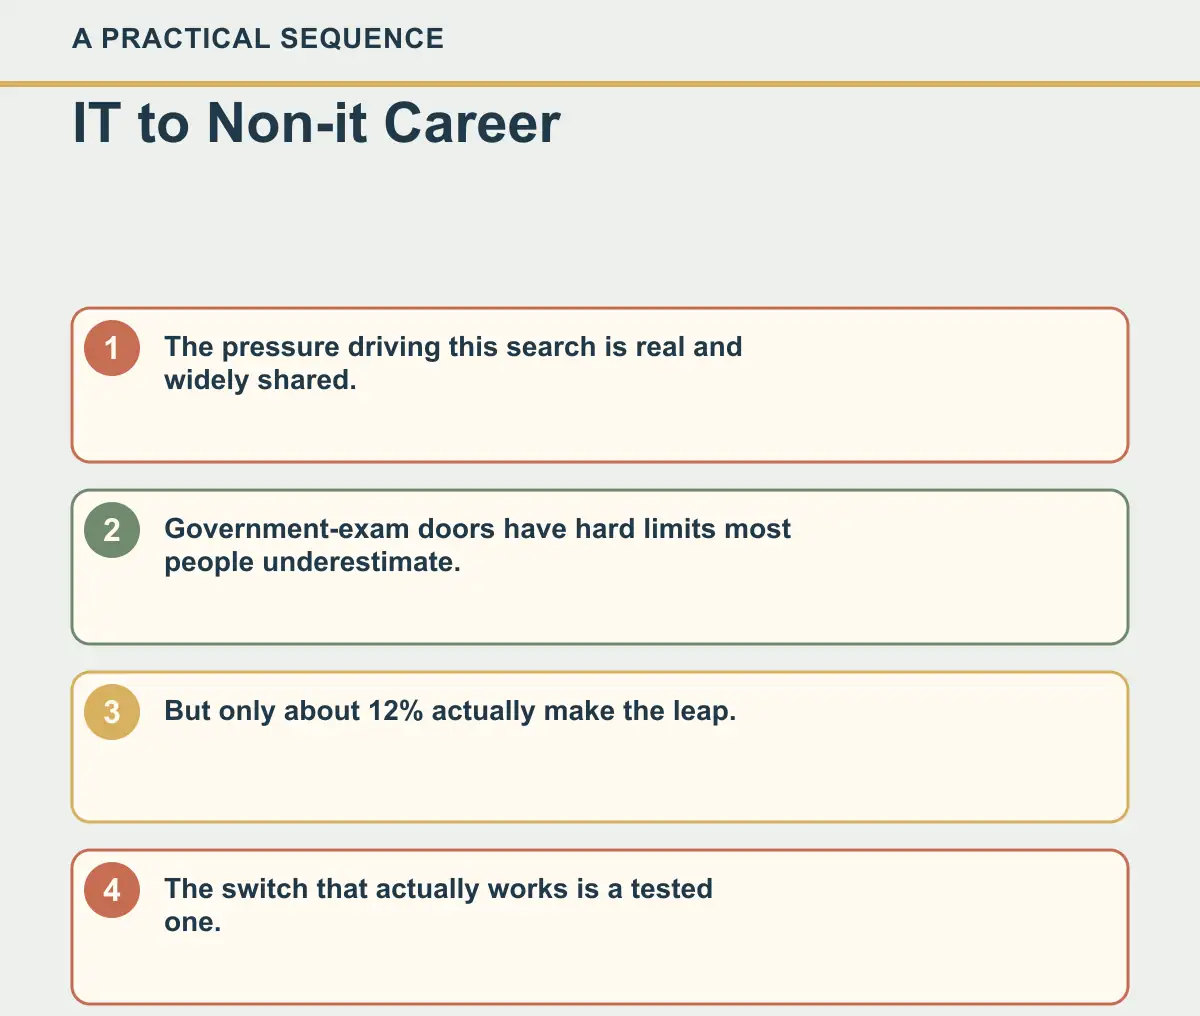 A PRACTICAL SEQUENCE
IT to Non-it Career
1
The pressure driving this search is real and
widely shared.
2
Government-exam doors have hard limits most
people underestimate.
3
But only about 12% actually make the leap.
4
The switch that actually works is a tested
one.